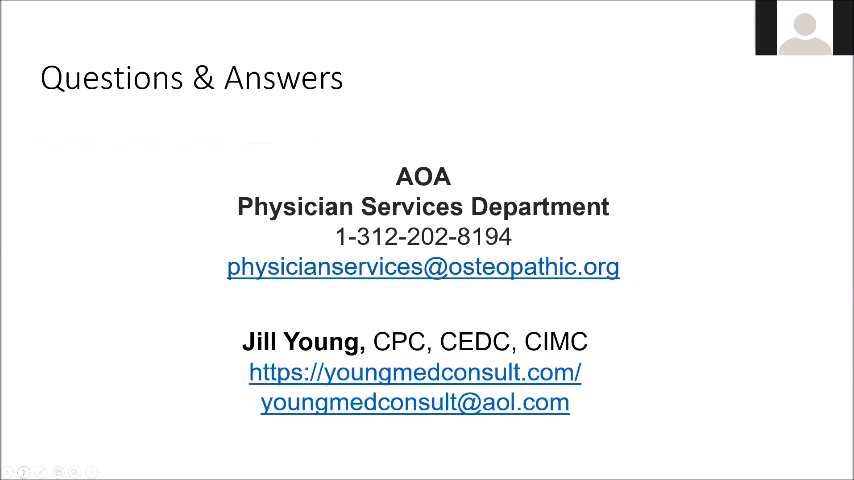 Questions & Answers
AOA
Physician Services Department
1-312-202-8194
physicianservices@osteopathic.org
Jill Young, CPC, CEDC, CIMC
https://youngmedconsult.com/
youngmedconsult@aol.com